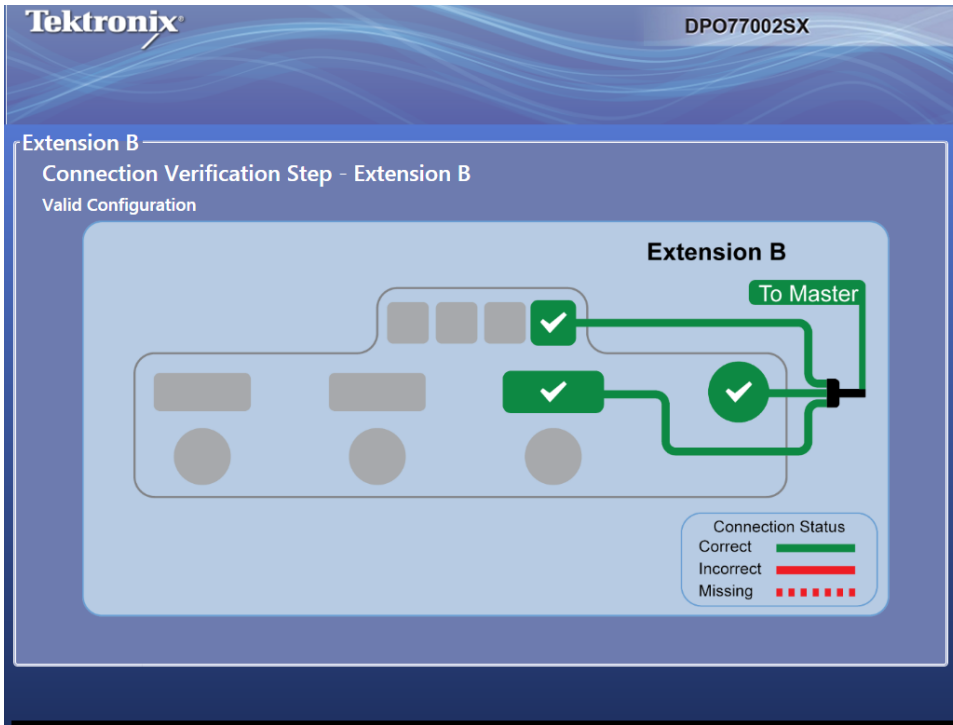 Tektronix®
DPO77002SX
Extension B
Connection Verification Step - Extension B
Valid Configuration
Extension B
To Master
Connection Status
Correct
Incorrect
Missing